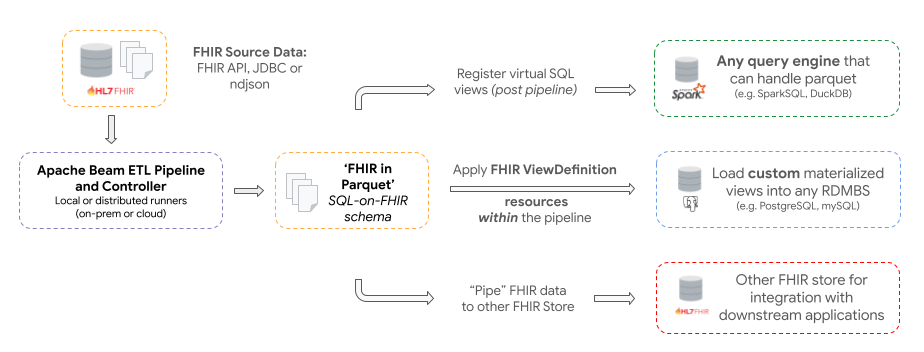 FHIR Source Data:
FHIR API, JDBC or
ndjson
HL7 FHIR
Apache Beam ETL Pipeline
and Controller
Local or distributed runners
(on-prem or cloud)
‘FHIR in
Parquet’
SQL-on-FHIR
schema
Register virtual SQL
views (post pipeline)
Any query engine that
can handle parquet
(e.g. SparkSQL, DuckDB)
Spark
Apply FHIR ViewDefinition
resources
within the pipeline
Load custom materialized
views into any RDMBS
(e.g. PostgreSQL, mySQL)
“Pipe” FHIR data
to other FHIR Store
Other FHIR store for
integration with
downstream applications
HL7 FHIR